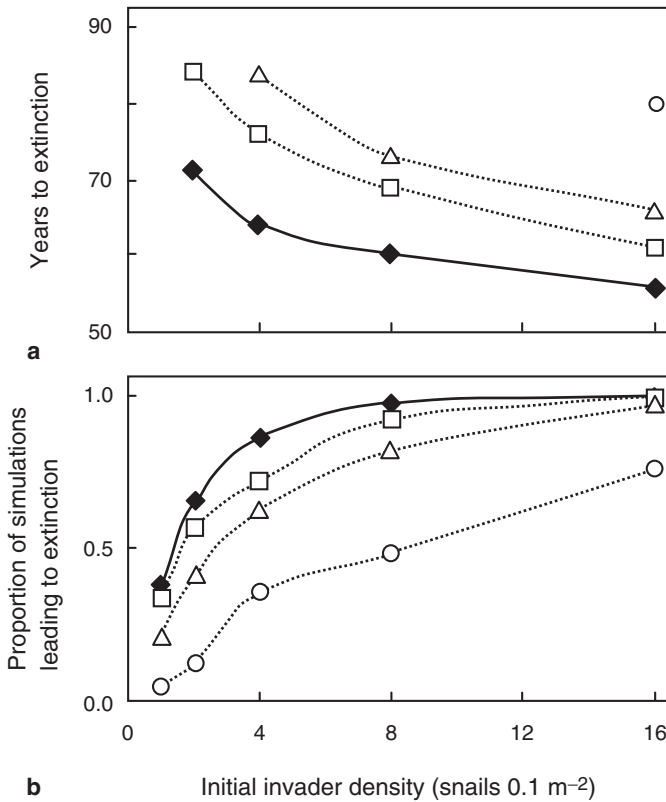 90
70
50
Years to extinction
a
1.0
0.5
0.0
Proportion of simulations
leading to extinction
0 4 8 12 16
b Initial invader density (snails 0.1 m⁻²)